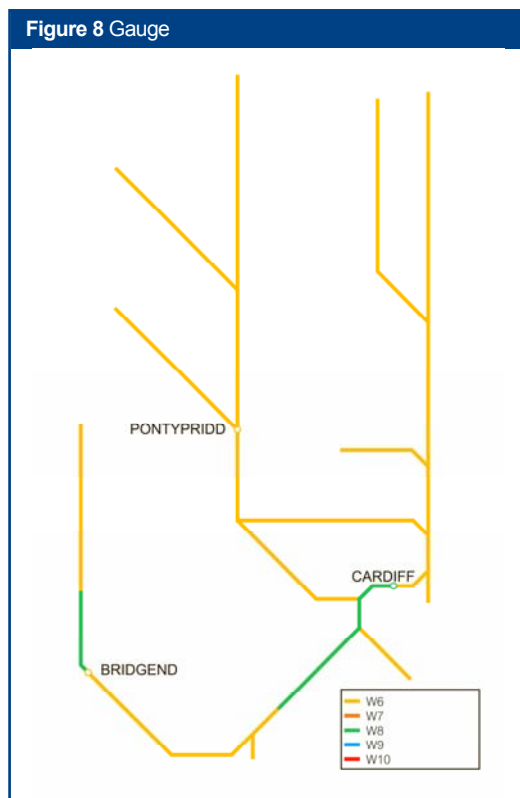 Figure 8 Gauge
PONTYPRIDD
CARDIFF
BRIDGEND
W6
W7
W8
W9
W10